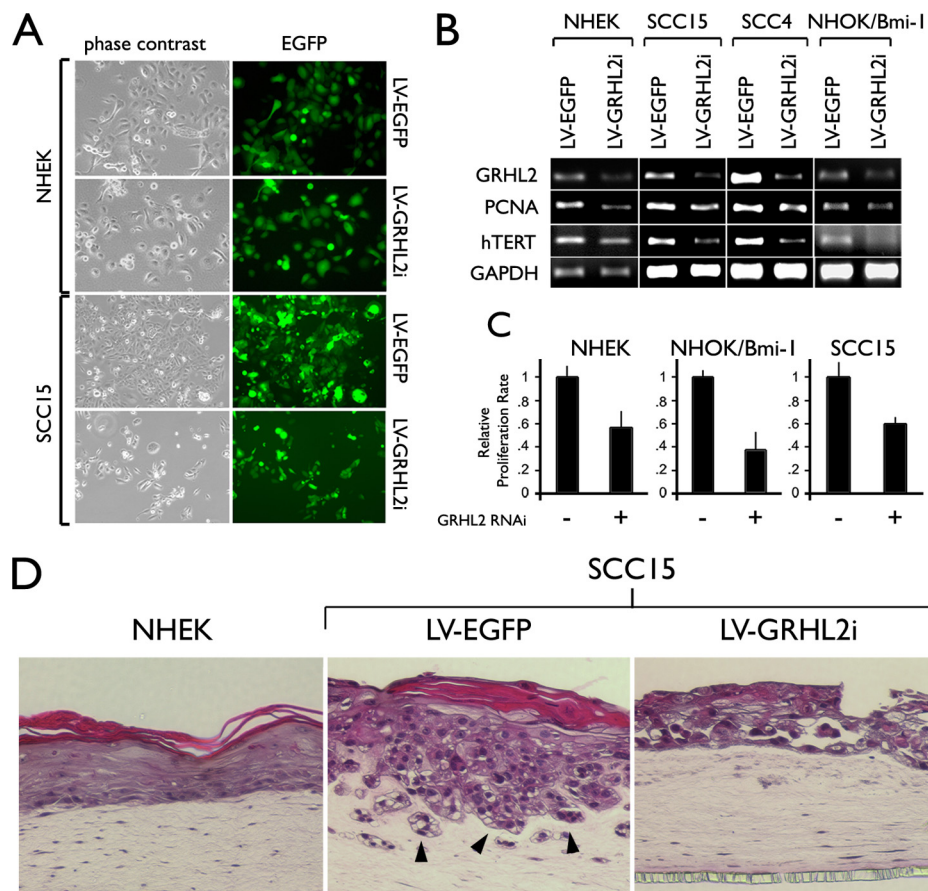 A
phase contrast
EGFP
NHEK
LV-EGFP
LV-GRHL2i
SCC15
LV-EGFP
LV-GRHL2i
B
NHEK SCC15 SCC4 NHOK/Bmi-1
LV-EGFP LV-GRHL2i LV-EGFP LV-GRHL2i LV-EGFP LV-GRHL2i LV-EGFP LV-GRHL2
GRHL2
PCNA
hTERT
GAPDH
C
NHEK
NHOK/Bmi-1
SCC15
Relative
Proliferation Rate
1 1 1
.8 .8 .8
.6 .6 .6
.4 .4 .4
.2 .2 .2
0 0 0
GRHL2 RNAi - + - + - +
D
SCC15
NHEK LV-EGFP LV-GRHL2i